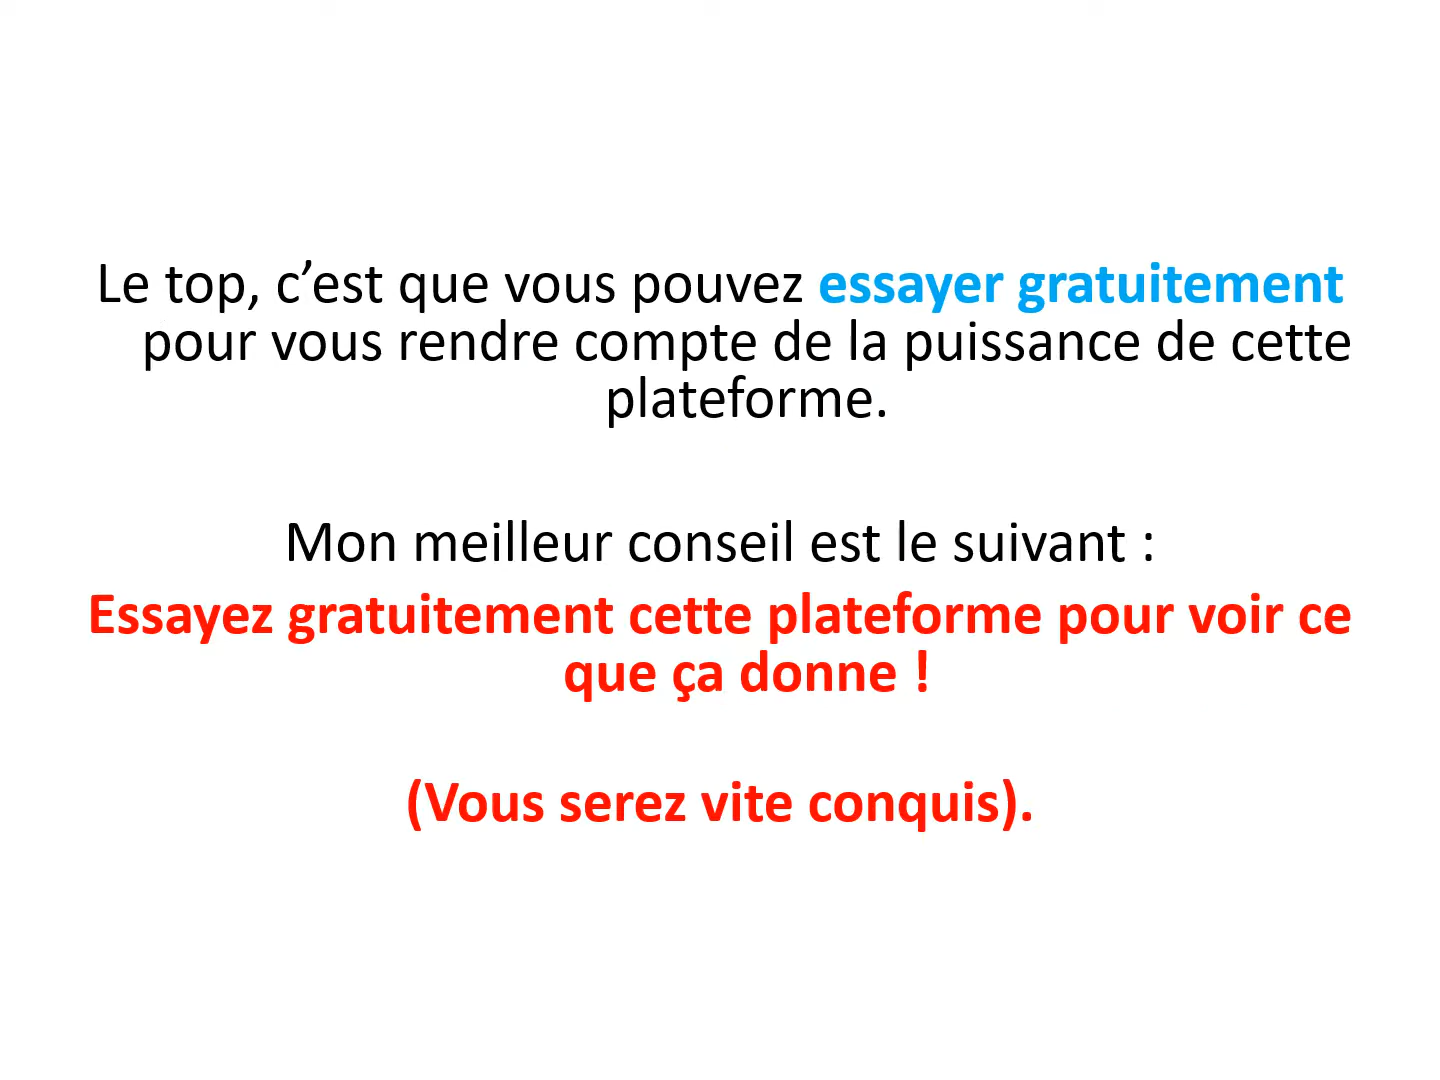 Le top, c’est que vous pouvez essayer gratuitement
pour vous rendre compte de la puissance de cette
plateforme.
Mon meilleur conseil est le suivant :
Essayez gratuitement cette plateforme pour voir ce
que ça donne !
(Vous serez vite conquis).